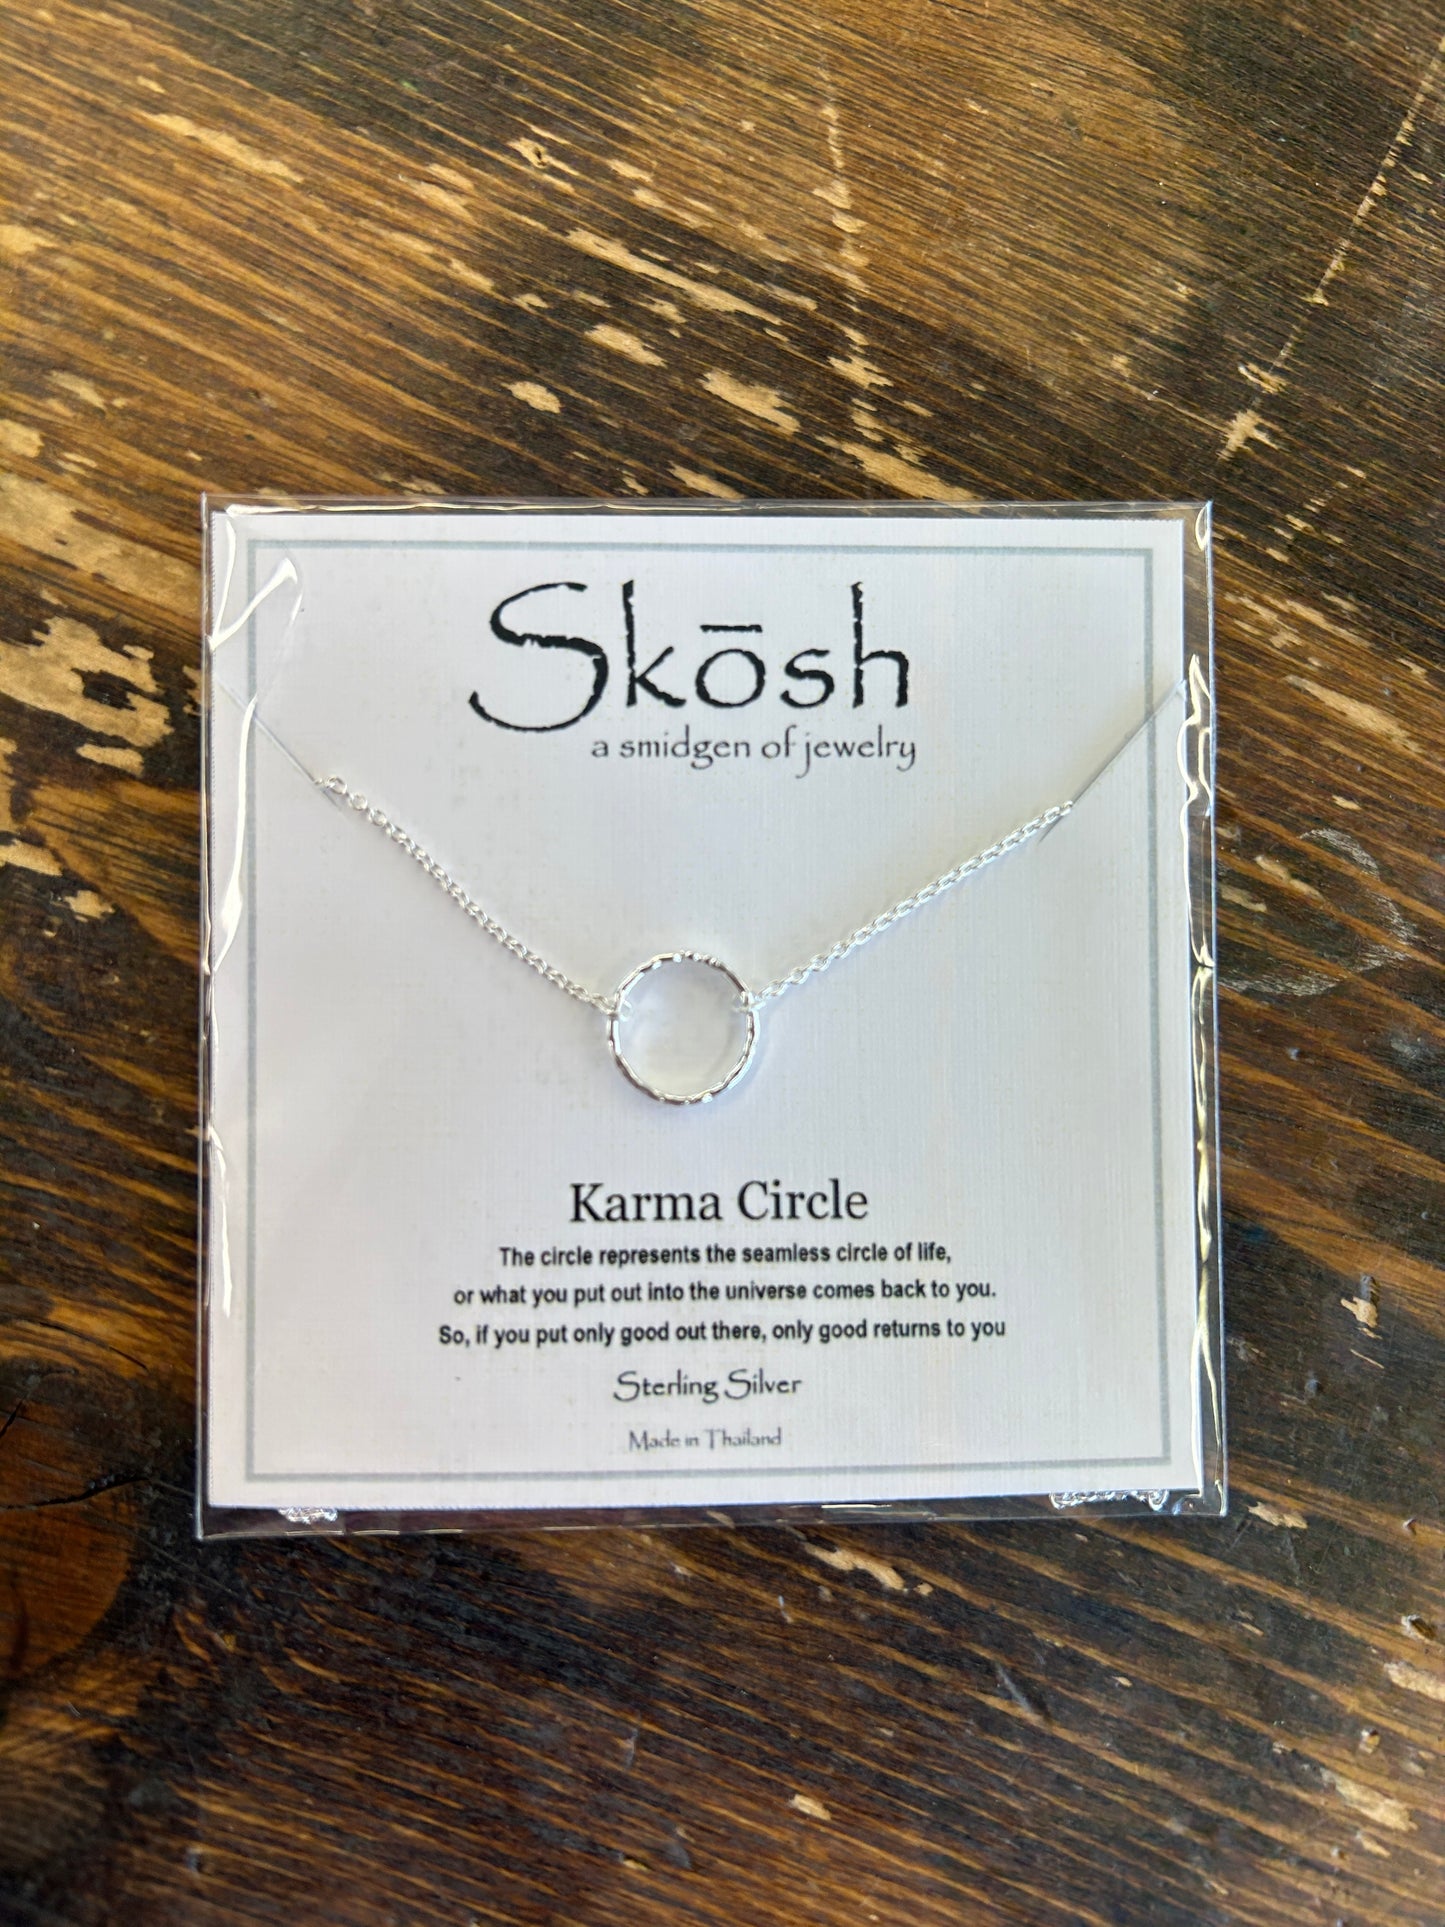 Skōsh
a smidgen of jewelry
Karma Circle
The circle represents the seamless circle of life,
or what you put out into the universe comes back to you.
So, if you put only good out there, only good returns to you
Sterling Silver
Made in Thailand